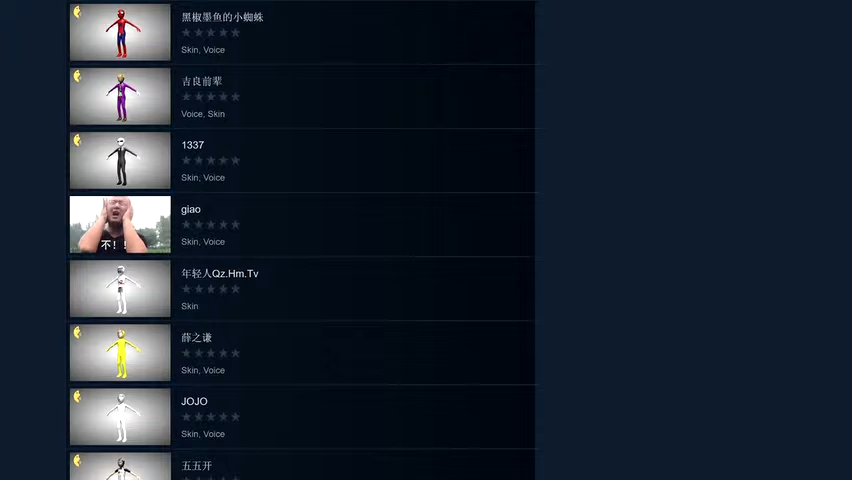 黑椒墨鱼的小蜘蛛
Skin, Voice
吉良前辈
Voice, Skin
1337
Skin, Voice
giao
不！！
Skin, Voice
年轻人Qz.Hm.Tv
Skin
薛之谦
Skin, Voice
JOJO
Skin, Voice
五五开